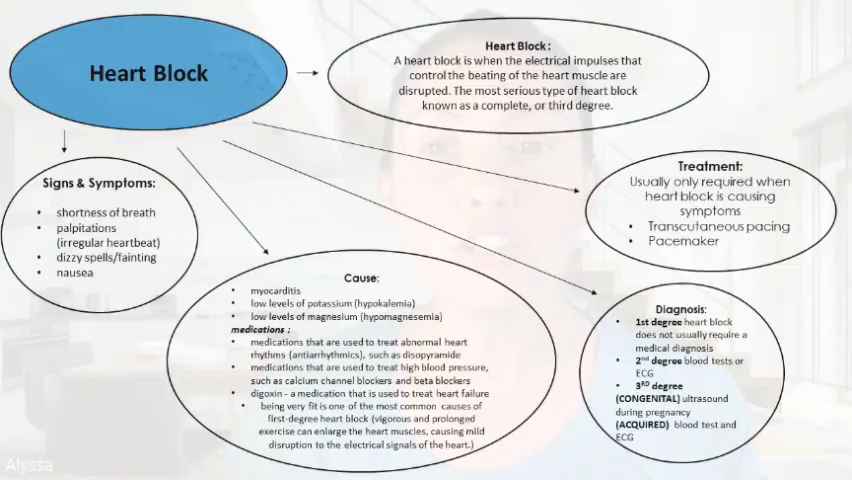 Heart Block
Heart Block :
A heart block is when the electrical impulses that
control the beating of the heart muscle are
disrupted. The most serious type of heart block
known as a complete, or third degree.
Signs & Symptoms:
• shortness of breath
• palpitations
(irregular heartbeat)
• dizzy spells/fainting
• nausea
Treatment:
Usually only required when
heart block is causing
symptoms
• Transcutaneous pacing
• Pacemaker
Cause:
• myocarditis
• low levels of potassium (hypokalemia)
• low levels of magnesium (hypomagnesemia)
medications :
• medications that are used to treat abnormal heart
rhythms (antiarrhythmics), such as disopyramide
• medications that are used to treat high blood pressure,
such as calcium channel blockers and beta blockers
• digoxin - a medication that is used to treat heart failure
• being very fit is one of the most common causes of
first-degree heart block (vigorous and prolonged
exercise can enlarge the heart muscles, causing mild
disruption to the electrical signals of the heart.)
Diagnosis:
• 1st degree heart block
does not usually require a
medical diagnosis
• 2nd degree blood tests or
ECG
• 3RD degree
(CONGENITAL) ultrasound
during pregnancy
(ACQUIRED) blood test and
ECG
Alyssa